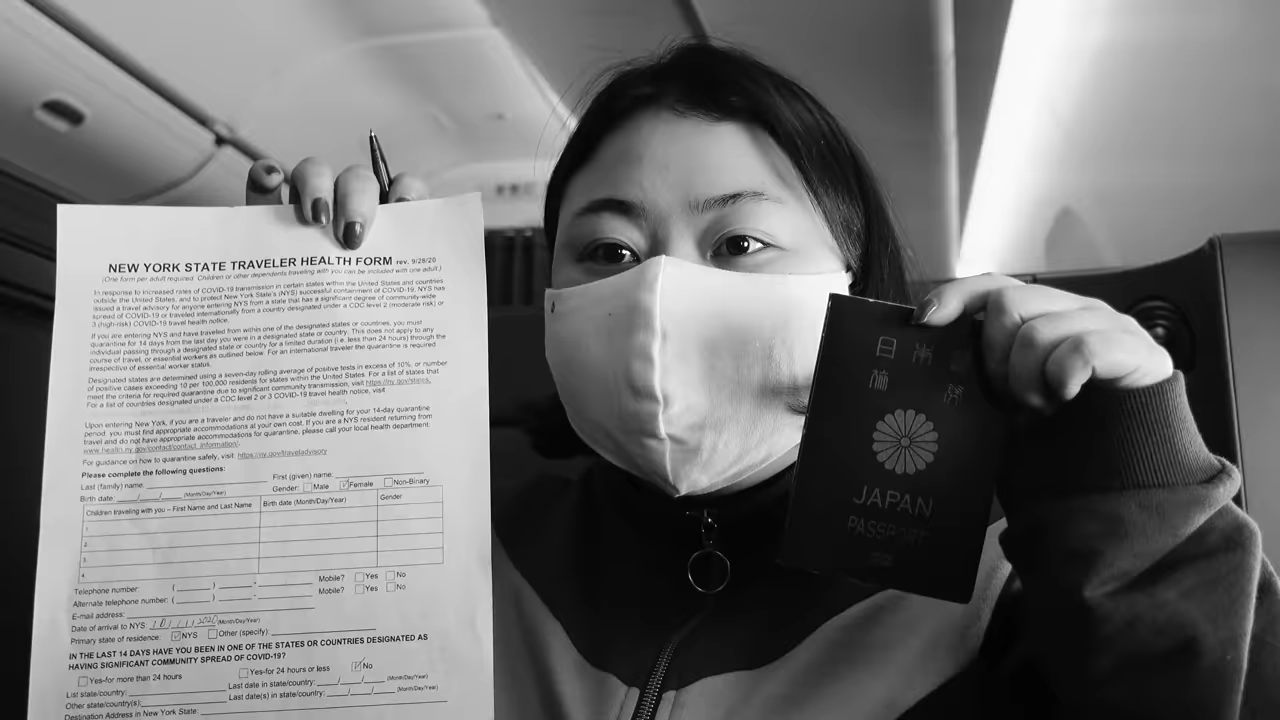 NEW YORK STATE TRAVELER HEALTH FORM rev. 9/28/20
(One form per adult required. Children or other dependents traveling with you can be included with one adult.)
In response to increased rates of COVID-19 transmission in certain states within the United States and countries
outside the United States, and to protect New York State's (NYS) successful containment of COVID-19, NYS has
issued a travel advisory for anyone entering NYS from a state that has a significant degree of community-wide
spread of COVID-19 or traveled internationally from a country designated under a CDC level 2 (moderate risk) or
3 (high-risk) COVID-19 travel health notice.
If you are entering NYS and have traveled from within one of the designated states or countries, you must
quarantine for 14 days from the last day you were in a designated state or country. This does not apply to any
individual passing through a designated state or country for a limited duration (i.e. less than 24 hours) through the
course of travel, or essential workers as outlined below. For an international traveler the quarantine is required
irrespective of essential worker status.
Designated states are determined using a seven-day rolling average of positive tests in excess of 10%, or number
of positive cases exceeding 10 per 100,000 residents for states within the United States. For a list of states that
meet the criteria for required quarantine due to significant community transmission, visit https://ny.gov/states.
For a list of countries designated under a CDC level 2 or 3 COVID-19 travel health notice, visit
Upon entering New York, if you are a traveler and do not have a suitable dwelling for your 14-day quarantine
period, you must find appropriate accommodations at your own cost. If you are a NYS resident returning from
travel and do not have appropriate accommodations for quarantine, please call your local health department:
www.health.ny.gov/contact/contact_information/.
For guidance on how to quarantine safely, visit: https://ny.gov/traveladvisory
Please complete the following questions:
Last (family) name: First (given) name:
Birth date: __/__/__ (Month/Day/Year) Gender: Male Female Non-Binary
Children traveling with you – First Name and Last Name Birth date (Month/Day/Year) Gender
1.
2.
3.
4.
Telephone number: ( ) - Mobile? Yes No
Alternate telephone number: ( ) - Mobile? Yes No
E-mail address:
Date of arrival to NYS: 10/1/2020 (Month/Day/Year)
Primary state of residence: NYS Other (specify):
IN THE LAST 14 DAYS HAVE YOU BEEN IN ONE OF THE STATES OR COUNTRIES DESIGNATED AS
HAVING SIGNIFICANT COMMUNITY SPREAD OF COVID-19?
Yes-for more than 24 hours Yes-for 24 hours or less No
List state/country: Last date in state/country: __/__/__ (Month/Day/Year)
Other state/country(s): Last date(s) in state/country: __/__/__ (Month/Day/Year)
Destination Address in New York State:
日本
旅券
JAPAN
PASSPORT